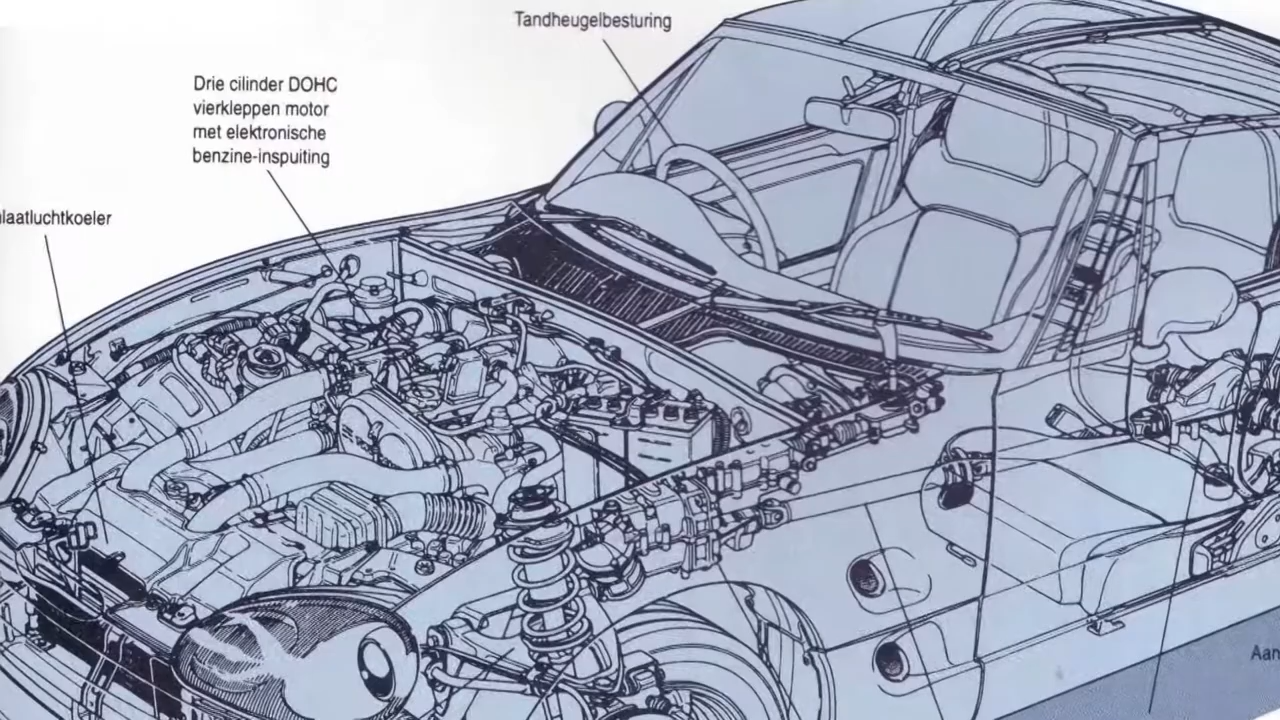 Tandheugelbesturing
Drie cilinder DOHC
vierkleppen motor
met elektronische
benzine-inspuiting
laatluchtkoeler
Aan